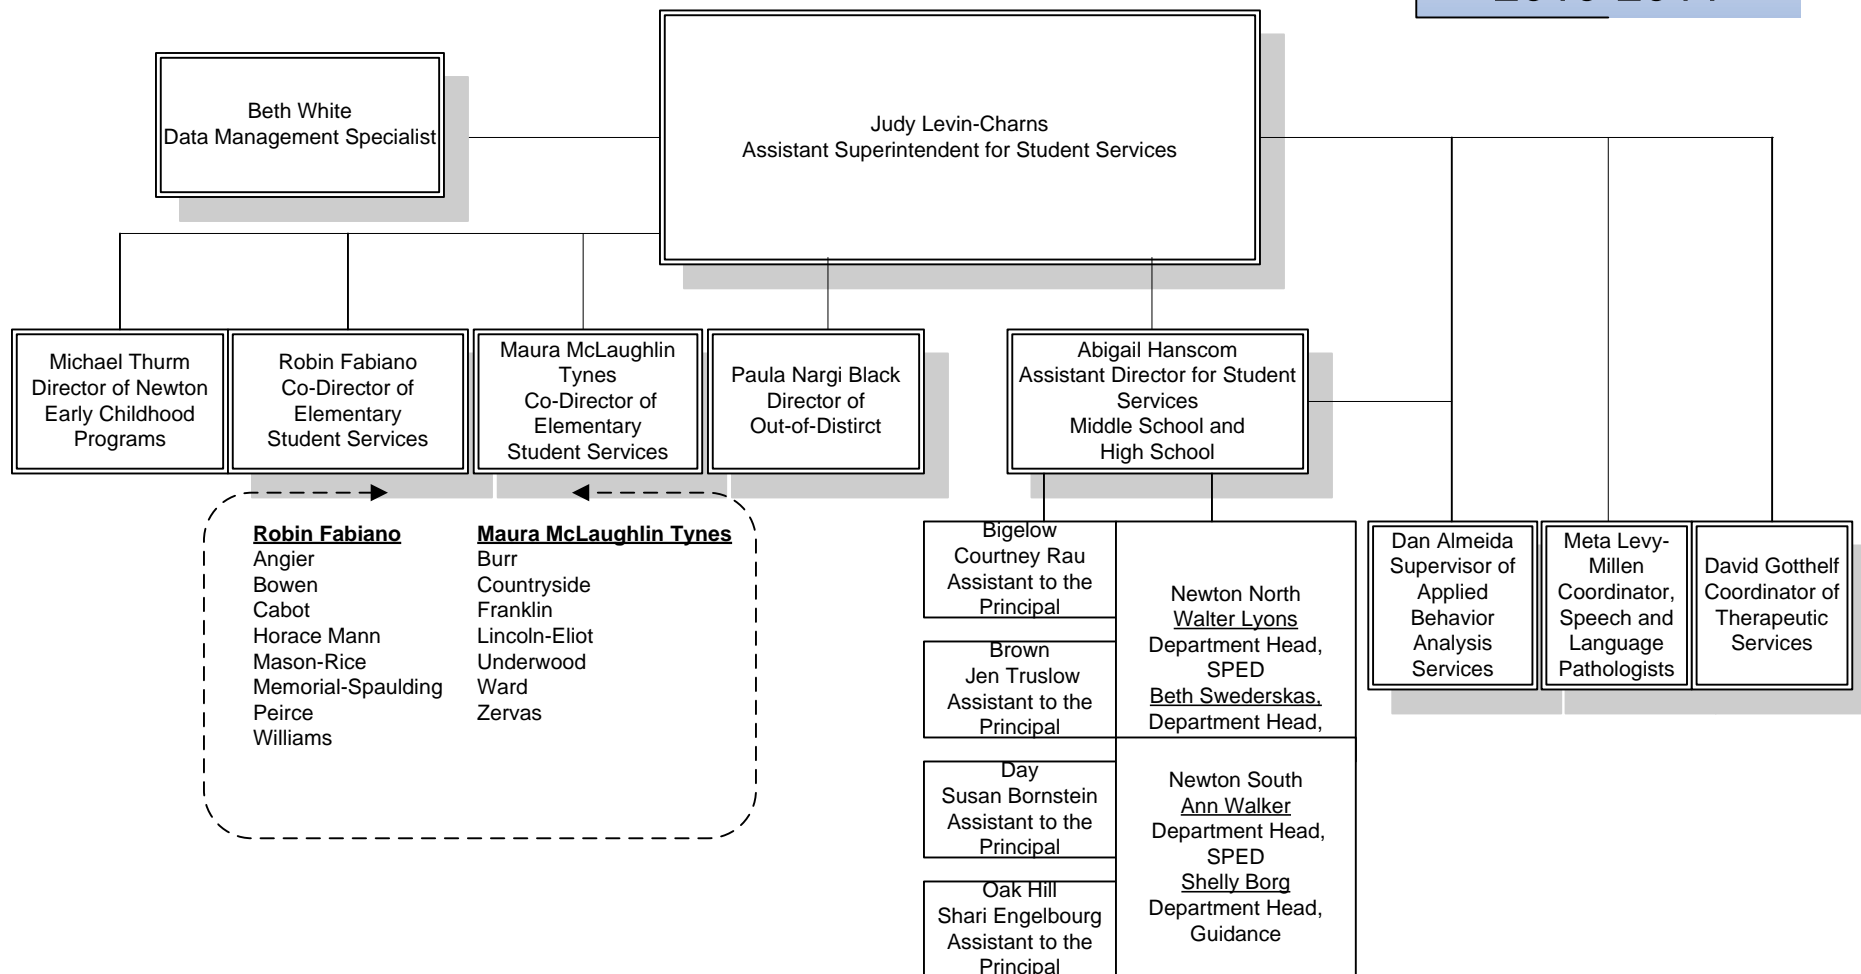 Beth White
Data Management Specialist
Judy Levin-Charns
Assistant Superintendent for Student Services
Michael Thurm
Director of Newton
Early Childhood
Programs
Robin Fabiano
Co-Director of
Elementary
Student Services
Maura McLaughlin
Tynes
Co-Director of
Elementary
Student Services
Paula Nargi Black
Director of
Out-of-Distirct
Abigail Hanscom
Assistant Director for Student
Services
Middle School and
High School
Robin Fabiano
Angier
Bowen
Cabot
Horace Mann
Mason-Rice
Memorial-Spaulding
Peirce
Williams
Maura McLaughlin Tynes
Burr
Countryside
Franklin
Lincoln-Eliot
Underwood
Ward
Zervas
Bigelow
Courtney Rau
Assistant to the
Principal
Brown
Jen Truslow
Assistant to the
Principal
Day
Susan Bornstein
Assistant to the
Principal
Oak Hill
Shari Engelbourg
Assistant to the
Principal
Newton North
Walter Lyons
Department Head,
SPED
Beth Swederskas,
Department Head,
Newton South
Ann Walker
Department Head,
SPED
Shelly Borg
Department Head,
Guidance
Dan Almeida
Supervisor of
Applied
Behavior
Analysis
Services
Meta Levy-
Millen
Coordinator,
Speech and
Language
Pathologists
David Gotthelf
Coordinator of
Therapeutic
Services